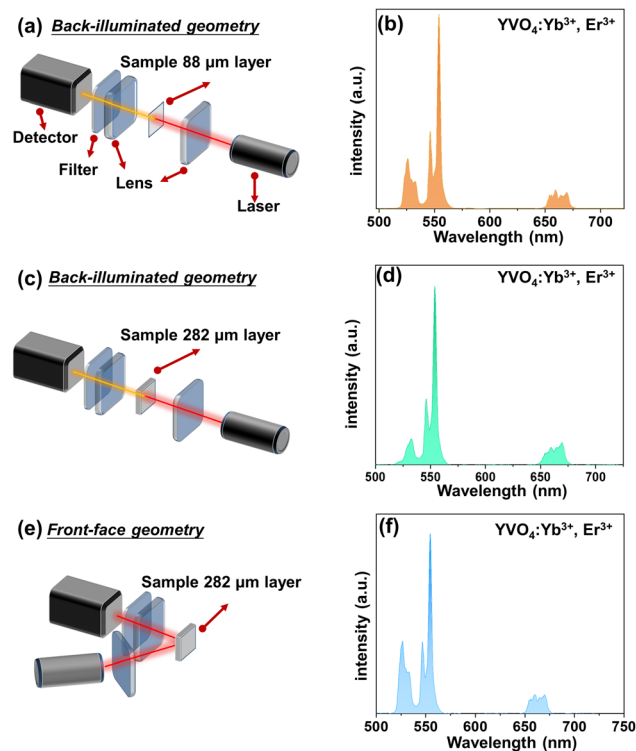 (a) Back-illuminated geometry
Sample 88 μm layer
Detector
Filter
Lens
Laser
(b)
YVO₄:Yb³⁺, Er³⁺
intensity (a.u.)
500 550 600 650 700
Wavelength (nm)
(c) Back-illuminated geometry
Sample 282 μm layer
(d)
YVO₄:Yb³⁺, Er³⁺
intensity (a.u.)
500 550 600 650 700
Wavelength (nm)
(e) Front-face geometry
Sample 282 μm layer
(f)
YVO₄:Yb³⁺, Er³⁺
intensity (a.u.)
500 550 600 650 700 750
Wavelength (nm)